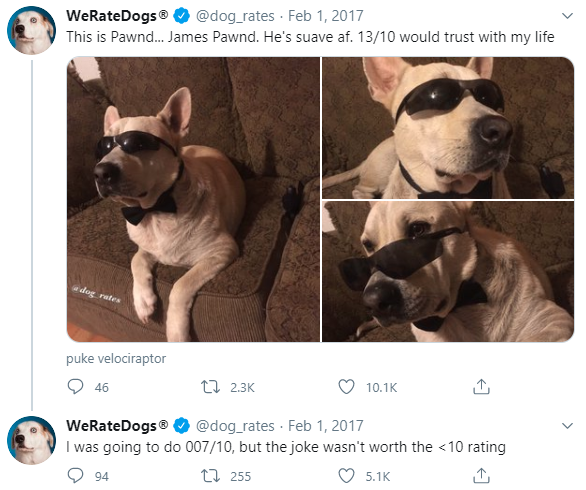 WeRateDogs® @dog_rates · Feb 1, 2017
This is Pawnd... James Pawnd. He's suave af. 13/10 would trust with my life
@dog_rates
puke velociraptor
46 2.3K 10.1K
WeRateDogs® @dog_rates · Feb 1, 2017
I was going to do 007/10, but the joke wasn't worth the <10 rating
94 255 5.1K